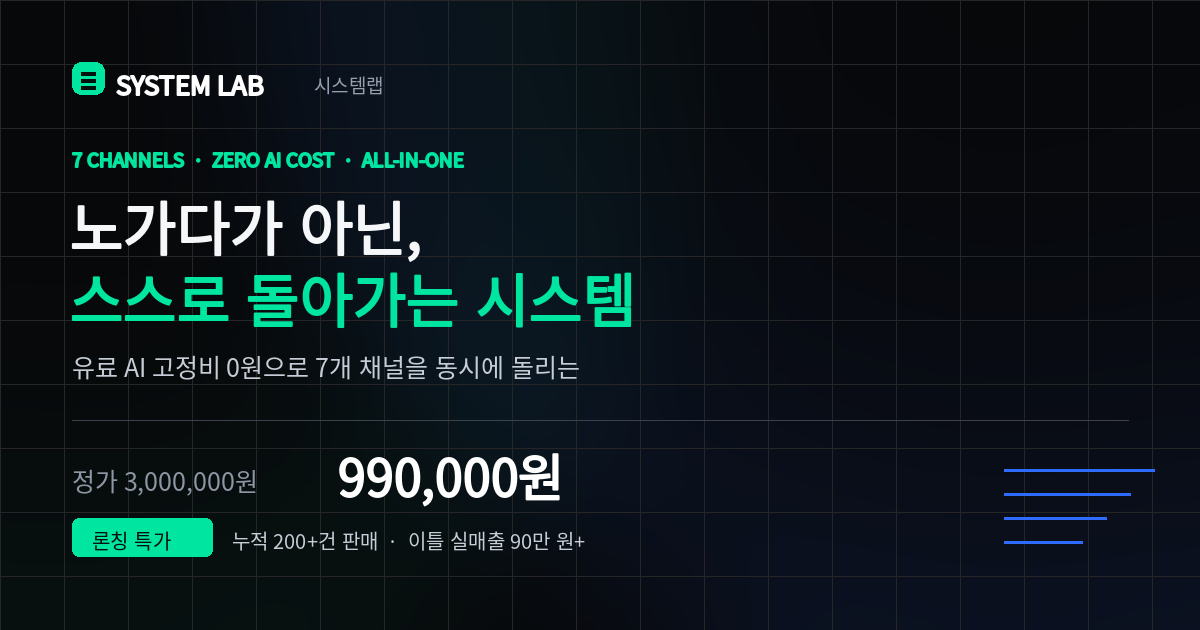 SYSTEM LAB 시스템랩
7 CHANNELS · ZERO AI COST · ALL-IN-ONE
노가다가 아닌,
스스로 돌아가는 시스템
유료 AI 고정비 0원으로 7개 채널을 동시에 돌리는
정가 3,000,000원 990,000원
론칭 특가 누적 200+건 판매 · 이틀 실매출 90만 원+